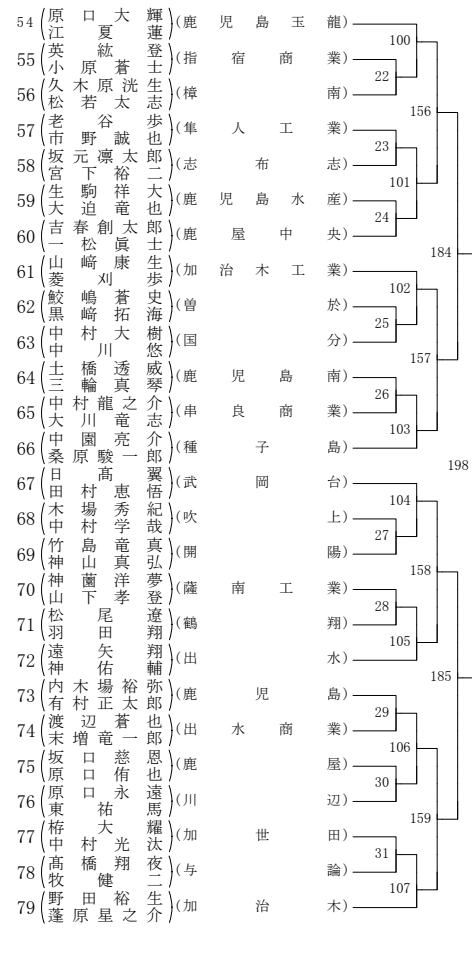 54 (原口大輝 江夏蓮) (鹿児島玉龍)
55 (英紘登 小原蒼士) (指宿商業)
56 (久木原洸生 松若太志) (樟南)
57 (老谷歩 市野誠也) (隼人工業)
58 (坂元凛太郎 宮下裕二) (志布志)
59 (生駒祥大 大迫竜也) (鹿児島水産)
60 (吉春創太郎 一松眞士) (鹿屋中央)
61 (山﨑康生 菱刈歩) (加治木工業)
62 (鮫嶋蒼史 黒﨑拓海) (曽於)
63 (中村大樹 中川悠) (国分)
64 (土橋透威 三輪真琴) (鹿児島南)
65 (中村龍之介 大川竜志) (串良商業)
66 (中園亮介 桑原駿一郎) (種子島)
67 (日髙翼 田村恵悟) (武岡台)
68 (木場秀紀 中村学哉) (吹上)
69 (竹島竜真 神山真弘) (開陽)
70 (神薗洋夢 山下孝登) (薩南工業)
71 (松尾遼 羽田翔) (鶴翔)
72 (遠矢翔 神佑輔) (出水)
73 (内木場裕弥 有村正太郎) (鹿児島)
74 (渡辺蒼也 末増竜一郎) (出水商業)
75 (坂口慈恩 原口侑也) (鹿屋)
76 (原口永遠 東祐馬) (川辺)
77 (栫大耀 中村光汰) (加世田)
78 (髙橋翔夜 牧健二) (与論)
79 (野田裕生 蓬原星之介) (加治木)
100
22
156
23
101
24
184
102
25
157
26
103
198
104
27
158
28
105
185
29
106
30
159
31
107